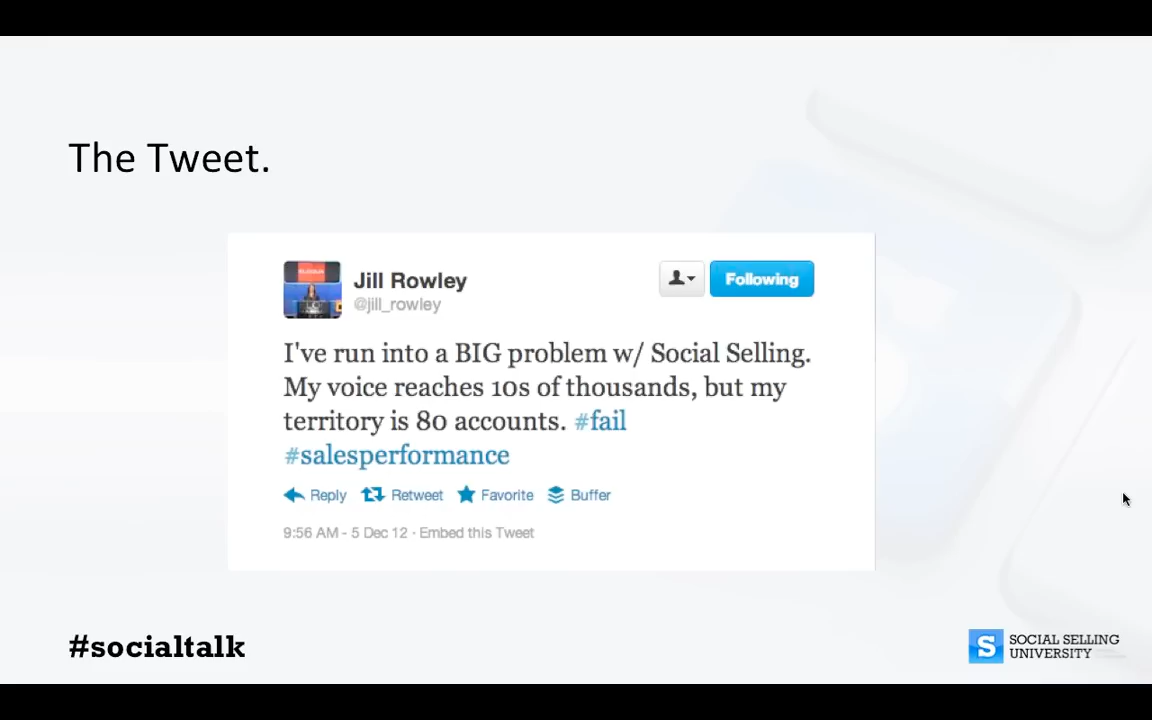 The Tweet.
Jill Rowley
@jill_rowley
Following
I've run into a BIG problem w/ Social Selling.
My voice reaches 10s of thousands, but my
territory is 80 accounts. #fail
#salesperformance
Reply Retweet Favorite Buffer
9:56 AM - 5 Dec 12 · Embed this Tweet
#socialtalk
S SOCIAL SELLING
UNIVERSITY